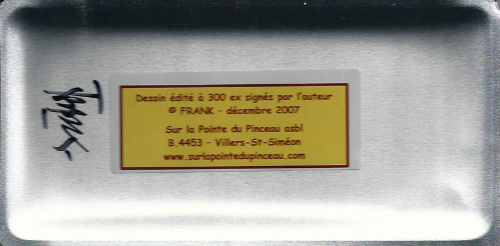 Dessin édité à 300 ex signés par l'auteur
© FRANK - décembre 2007
Sur la Pointe du Pinceau asbl
B.4453 - Villers-St-Siméon
www.surlapointedupinceau.com